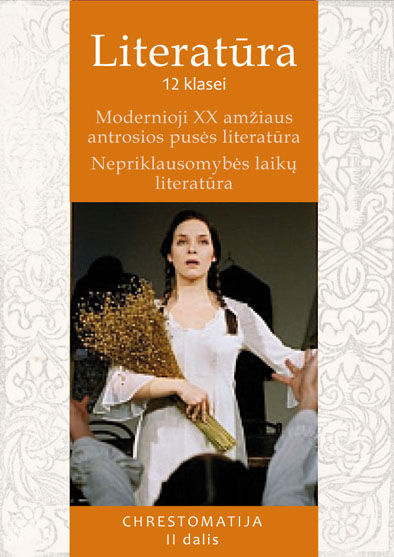 Literatūra
12 klasei
Modernioji XX amžiaus
antrosios pusės literatūra
Nepriklausomybės laikų
literatūra
CHRESTOMATIJA
II dalis